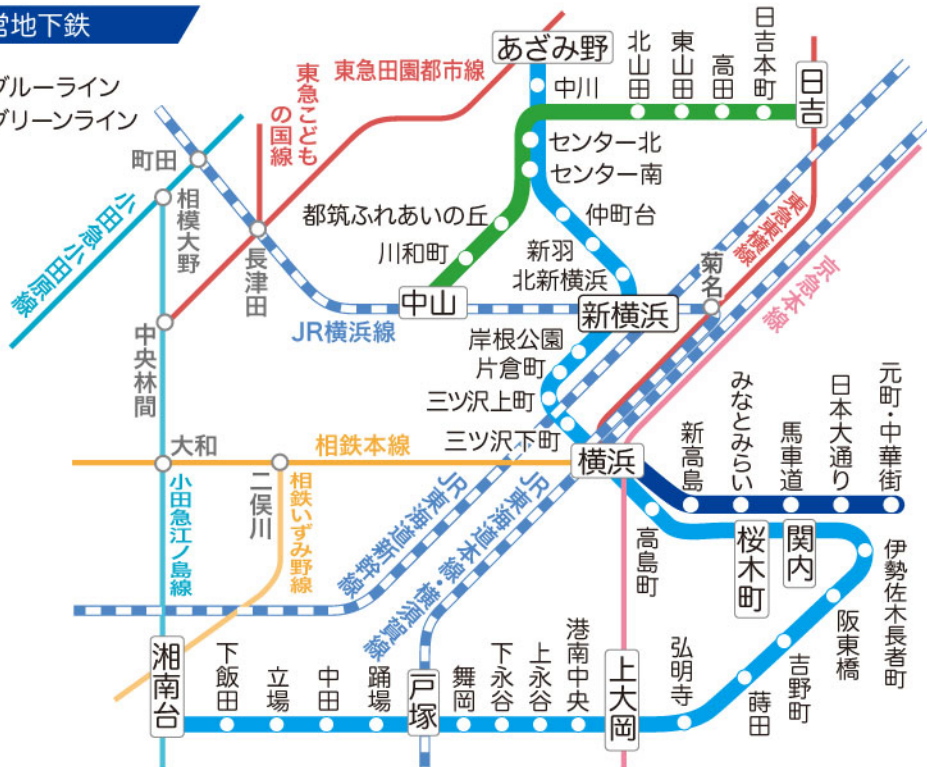 営地下鉄
ブルーライン
グリーンライン
東急田園都市線
東急こども
の国線
あざみ野
中川
北山田
東山田
高田
日吉本町
日吉
センター北
センター南
町田
相模大野
小田急小田原線
長津田
都筑ふれあいの丘
川和町
中山
仲町台
新羽
北新横浜
新横浜
菊名
東急東横線
京急本線
JR横浜線
中央林間
岸根公園
片倉町
三ツ沢上町
三ツ沢下町
横浜
大和
相鉄本線
二俣川
相鉄いずみ野線
小田急江ノ島線
JR東海道新幹線
JR東海道本線・横須賀線
新高島
みなとみらい
馬車道
日本大通り
元町・中華街
高島町
桜木町
関内
伊勢佐木長者町
阪東橋
吉野町
蒔田
弘明寺
上大岡
港南中央
上永谷
下永谷
舞岡
戸塚
踊場
中田
立場
下飯田
湘南台